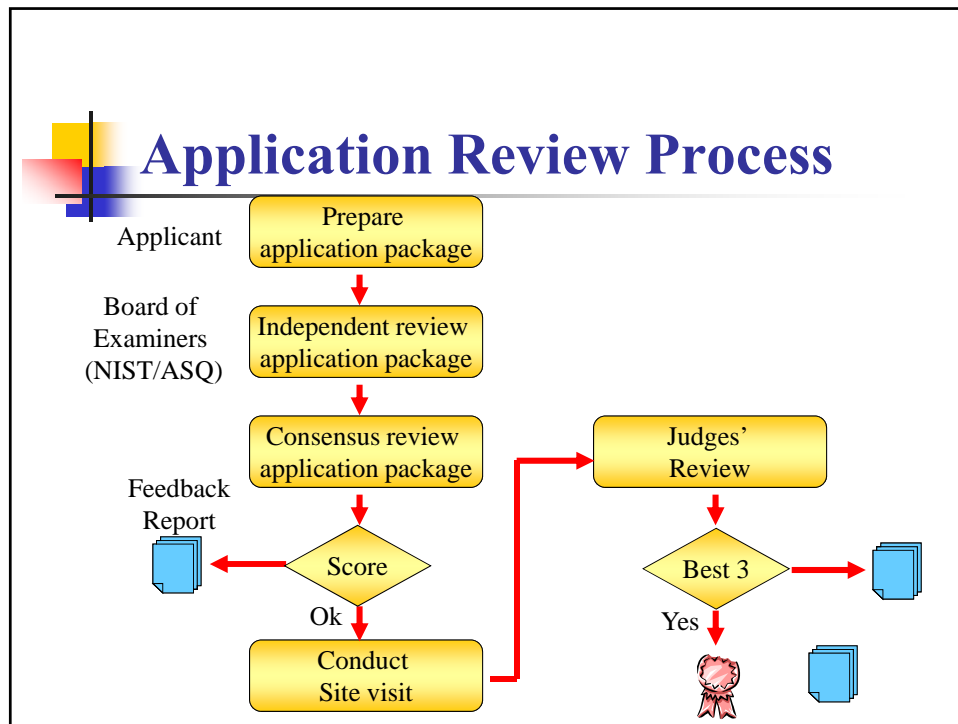 Application Review Process
Applicant
Prepare
application package
Board of
Examiners
(NIST/ASQ)
Independent review
application package
Consensus review
application package
Feedback
Report
Score
Ok
Conduct
Site visit
Judges’
Review
Best 3
Yes